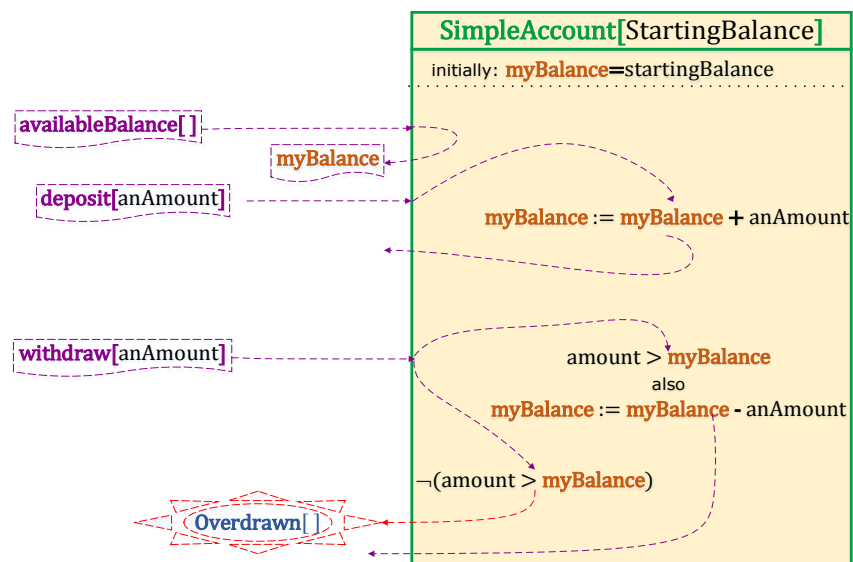 SimpleAccount[StartingBalance]
initially: myBalance=startingBalance
availableBalance[ ]
myBalance
deposit[anAmount]
myBalance := myBalance + anAmount
withdraw[anAmount]
amount > myBalance
also
myBalance := myBalance - anAmount
¬(amount > myBalance)
Overdrawn[ ]